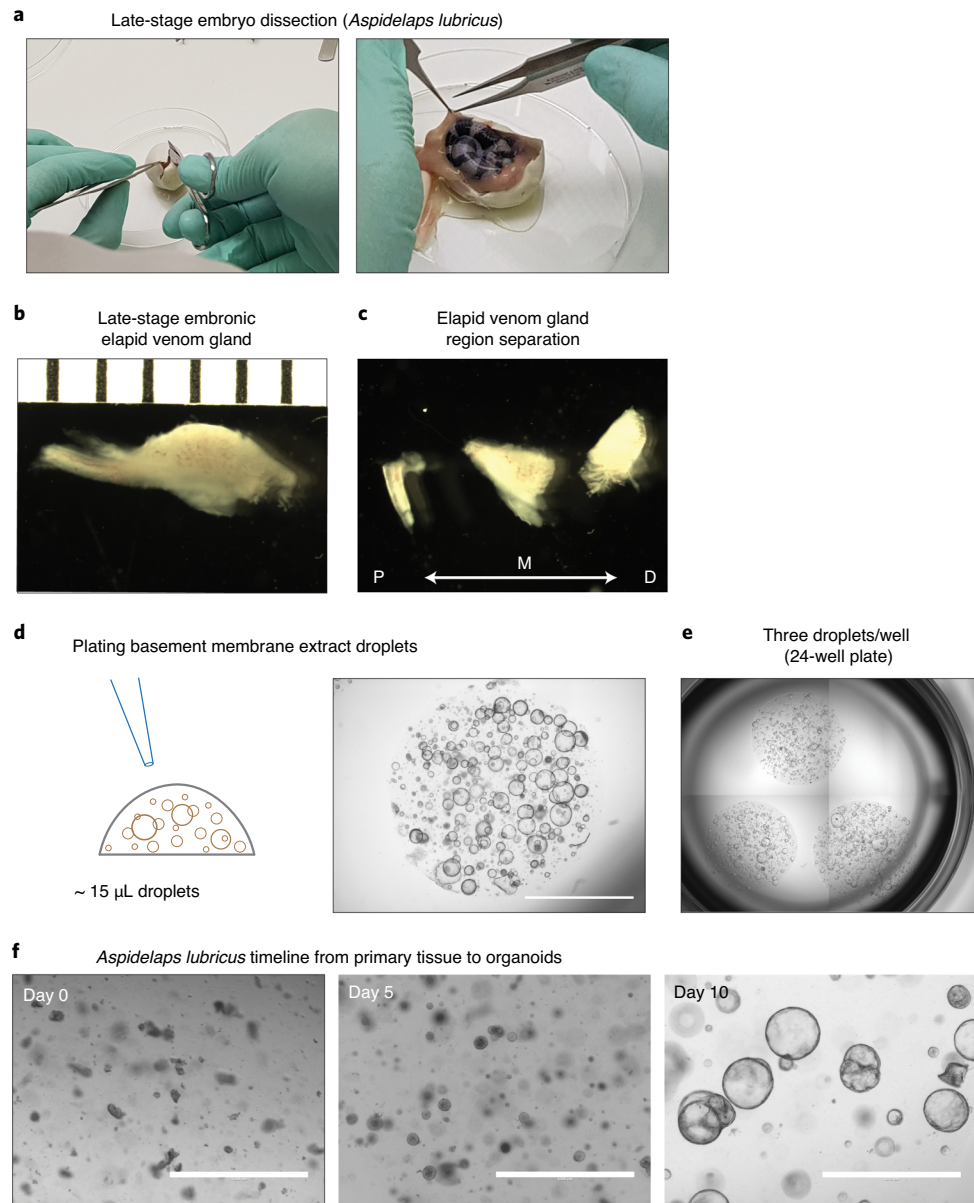 a
Late-stage embryo dissection (Aspidelaps lubricus)
b
Late-stage embronic
elapid venom gland
c
Elapid venom gland
region separation
P
M
D
d
Plating basement membrane extract droplets
~ 15 µL droplets
e
Three droplets/well
(24-well plate)
f
Aspidelaps lubricus timeline from primary tissue to organoids
Day 0
Day 5
Day 10